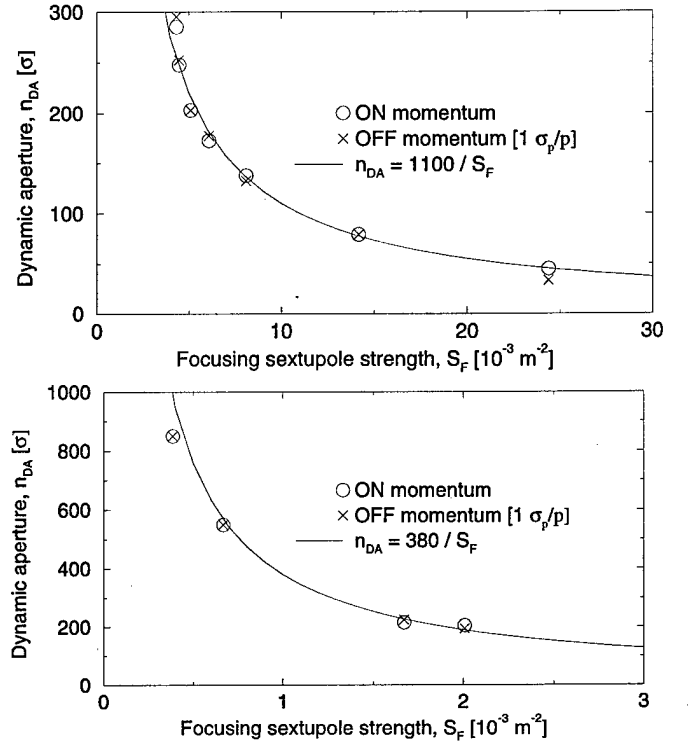 300
200
100
0
Dynamic aperture, n_DA [σ]
ON momentum
OFF momentum [1 σ_p/p]
n_DA = 1100 / S_F
0 10 20 30
Focusing sextupole strength, S_F [10^-3 m^-2]
1000
800
600
400
200
0
Dynamic aperture, n_DA [σ]
ON momentum
OFF momentum [1 σ_p/p]
n_DA = 380 / S_F
0 1 2 3
Focusing sextupole strength, S_F [10^-3 m^-2]